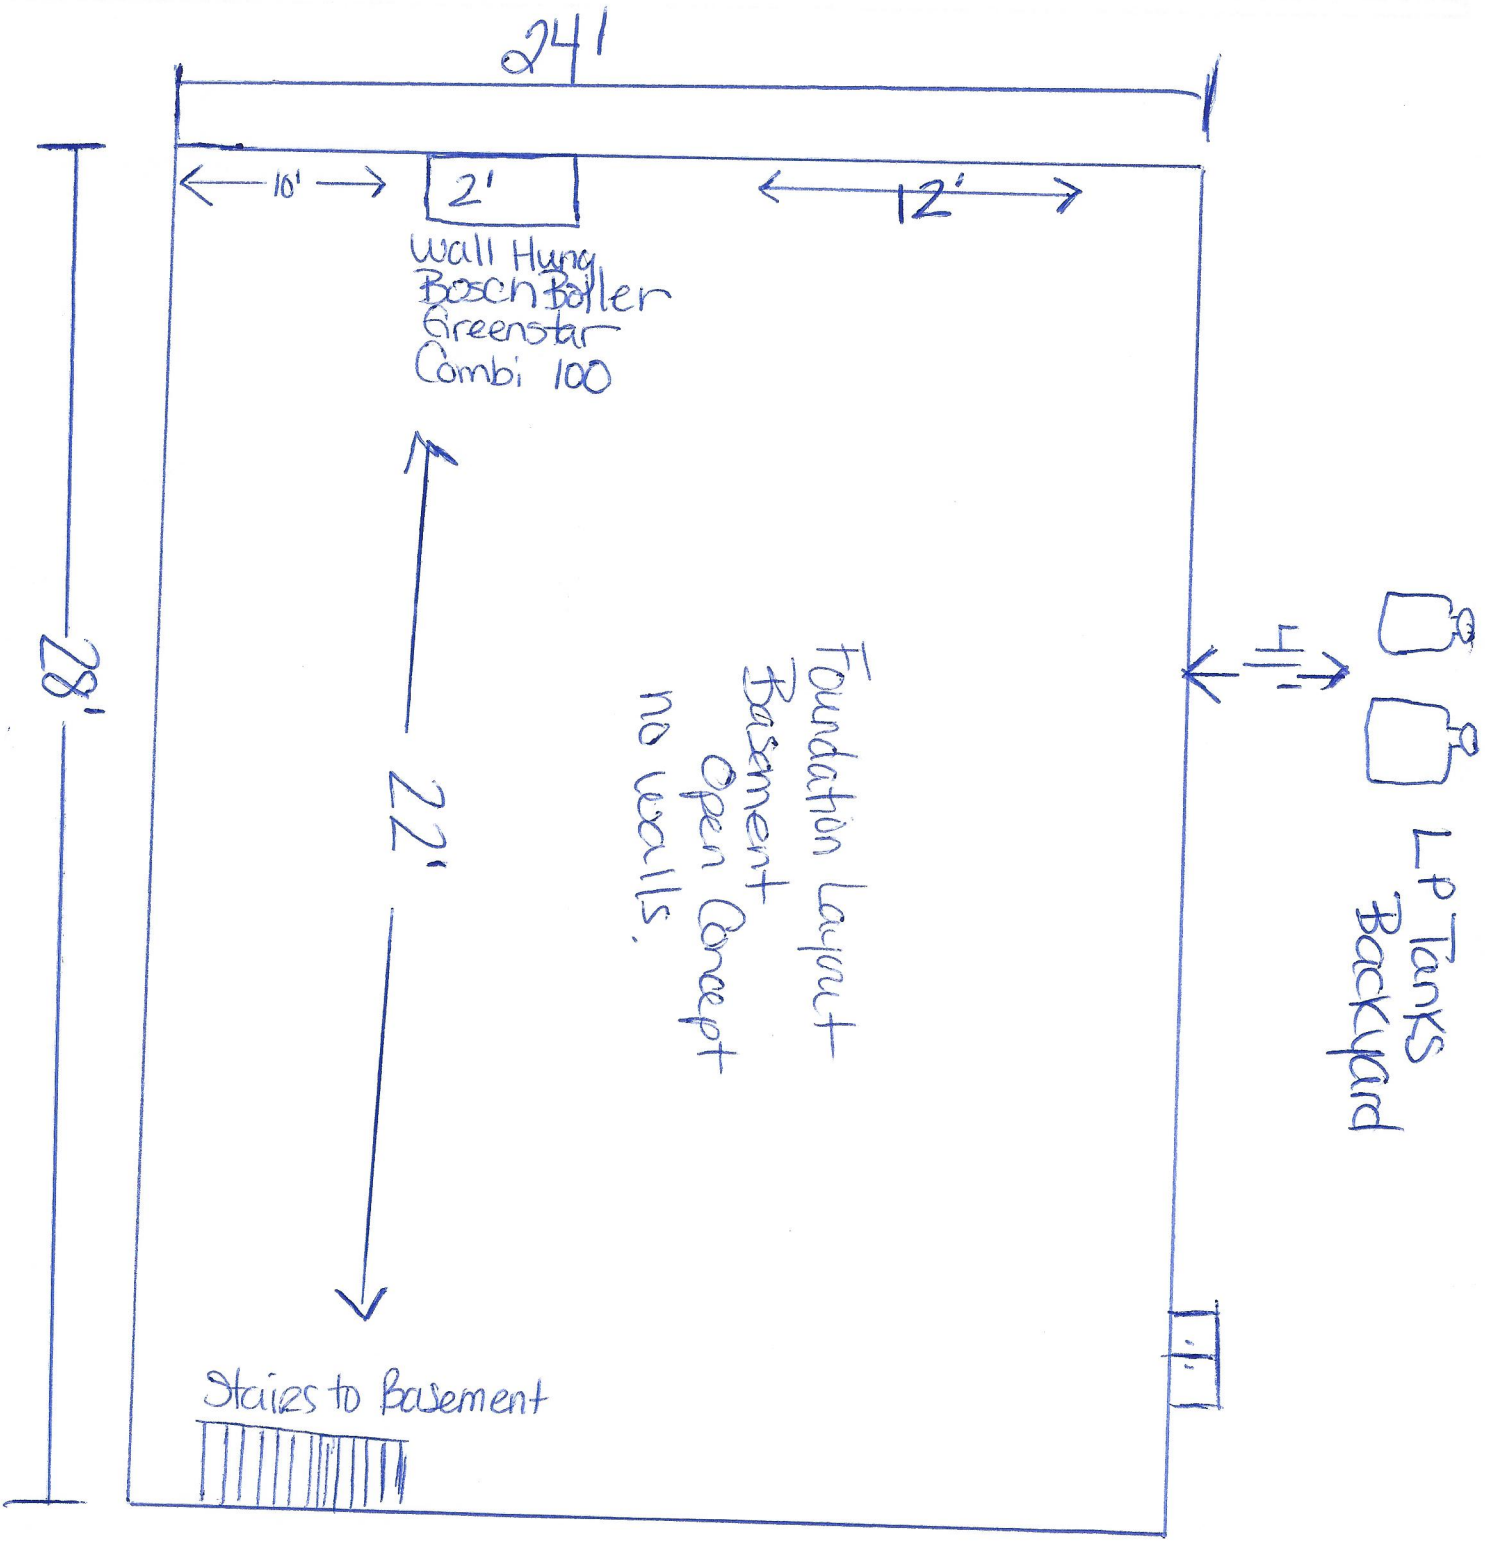 24'
10'
2'
12'
Wall Hung
Bosch Boiler
Greenstar
Combi 100
28'
22'
Foundation Layout
Basement
Open Concept
no walls.
4'
LP Tanks
Backyard
Stairs to Basement